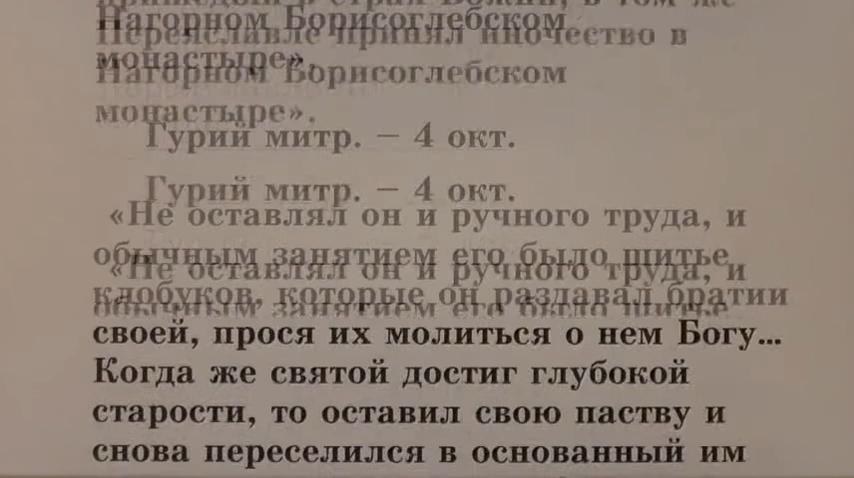 в том же
Нагорном Борисоглебском
Переяславле принял иночество в
монастыре».
Нагорном Борисоглебском
монастыре».
Гурий митр. – 4 окт.
Гурий митр. – 4 окт.
«Не оставлял он и ручного труда, и
обычным занятием его было шитье
«Не оставлял он и ручного труда, и
клобуков, которые он раздавал братии
обычным занятием его было шитье
своей, прося их молиться о нем Богу...
Когда же святой достиг глубокой
старости, то оставил свою паству и
снова переселился в основанный им